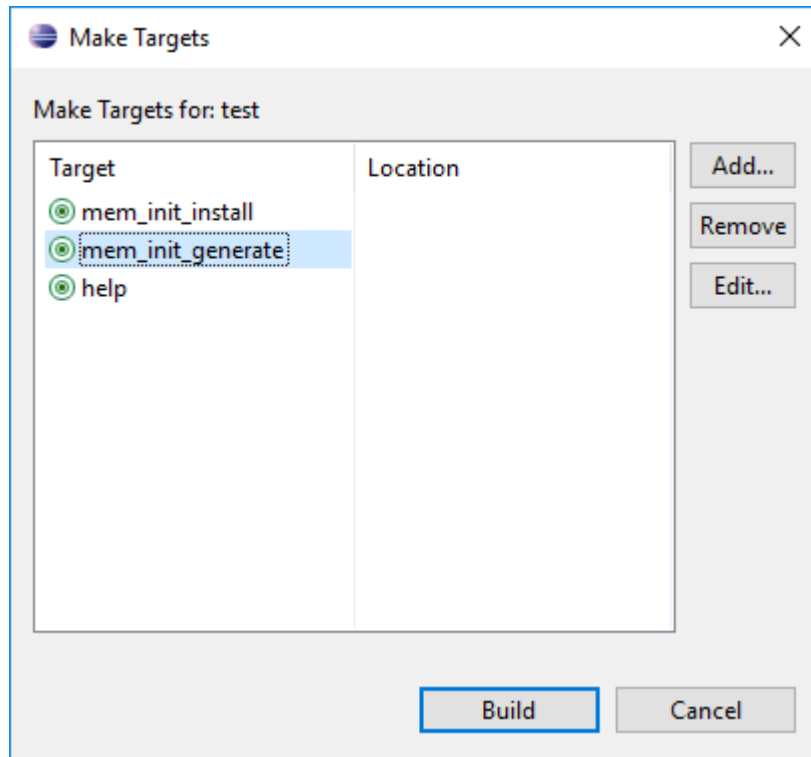 Make Targets
Make Targets for: test
Target Location
Add...
mem_init_install
Remove
mem_init_generate
Edit...
help
Build Cancel